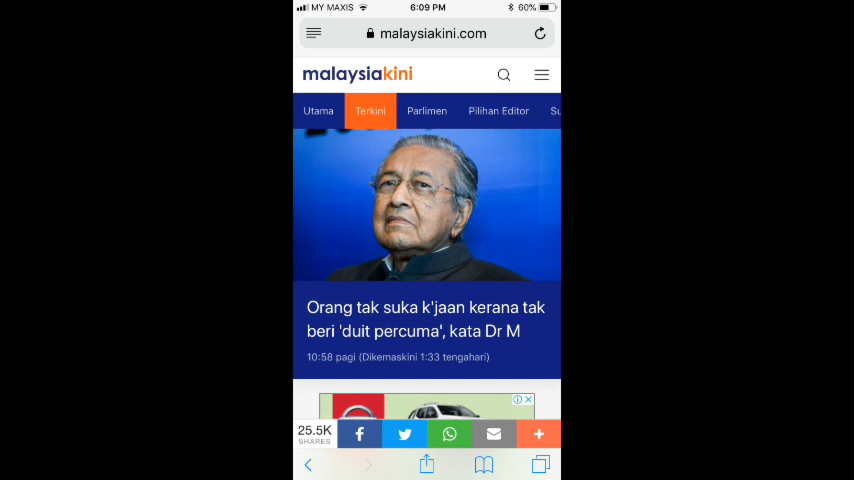 MY MAXIS 6:09 PM 60%
malaysiakini.com
malaysiakini
Utama Terkini Parlimen Pilihan Editor Su
Orang tak suka k'jaan kerana tak
beri 'duit percuma', kata Dr M
10:58 pagi (Dikemaskini 1:33 tengahari)
25.5K
SHARES